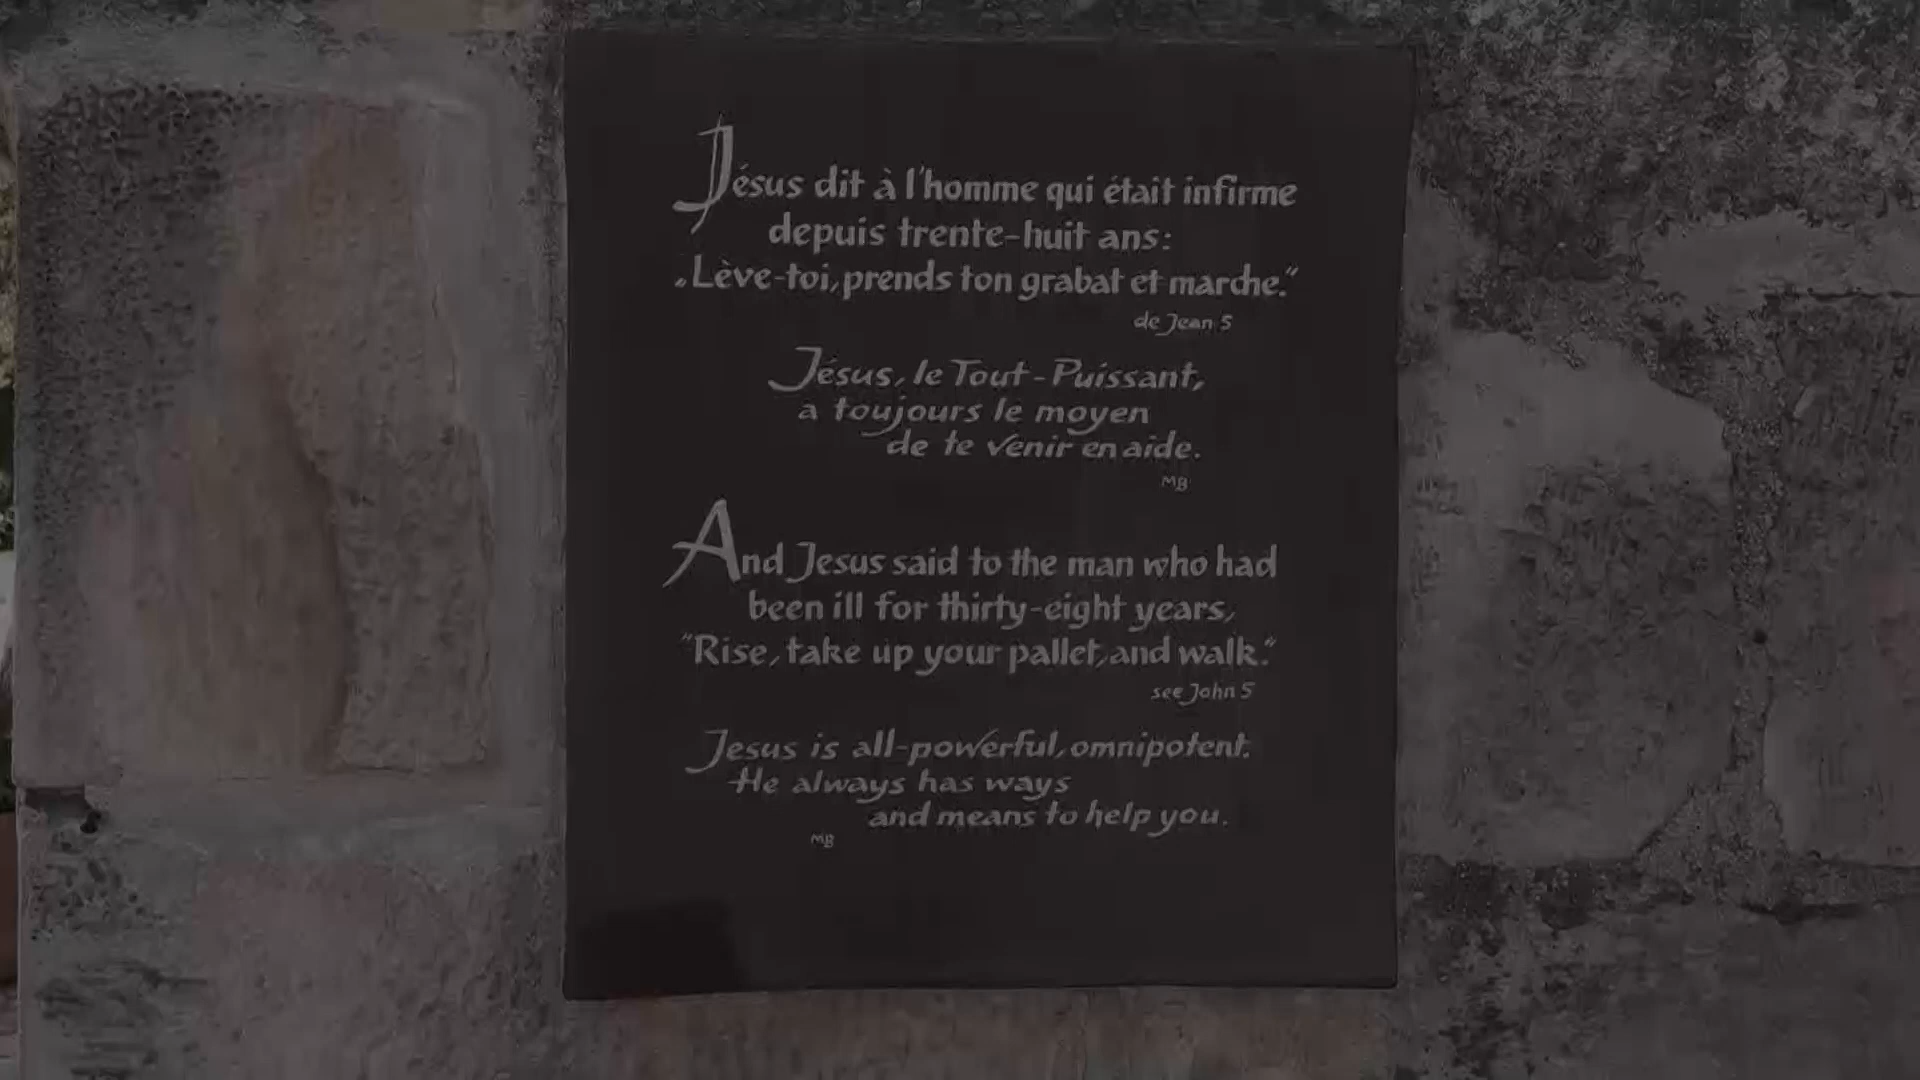 Jésus dit à l'homme qui était infirme
depuis trente-huit ans:
„Lève-toi, prends ton grabat et marche.“
de Jean 5
Jésus, le Tout-Puissant,
a toujours le moyen
de te venir en aide.
MB
And Jesus said to the man who had
been ill for thirty-eight years,
"Rise, take up your pallet, and walk."
see John 5
Jesus is all-powerful, omnipotent.
He always has ways
and means to help you.
MB